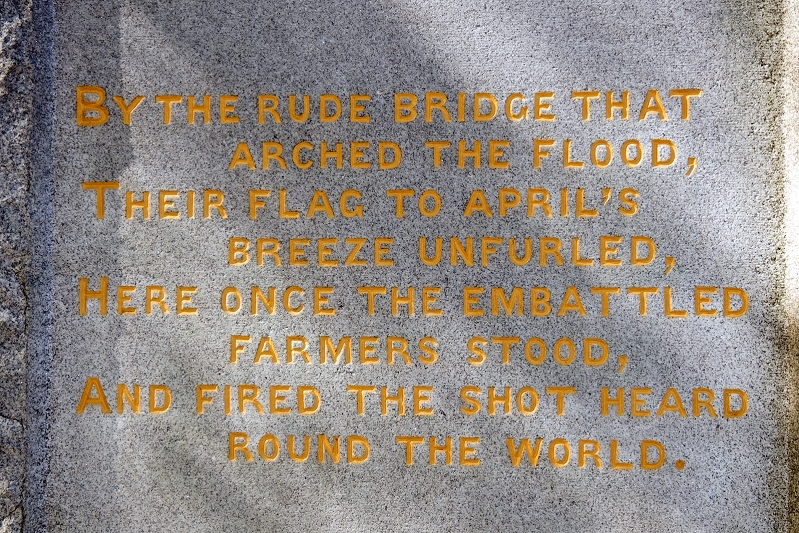 BY THE RUDE BRIDGE THAT
ARCHED THE FLOOD,
THEIR FLAG TO APRIL'S
BREEZE UNFURLED,
HERE ONCE THE EMBATTLED
FARMERS STOOD,
AND FIRED THE SHOT HEARD
ROUND THE WORLD.